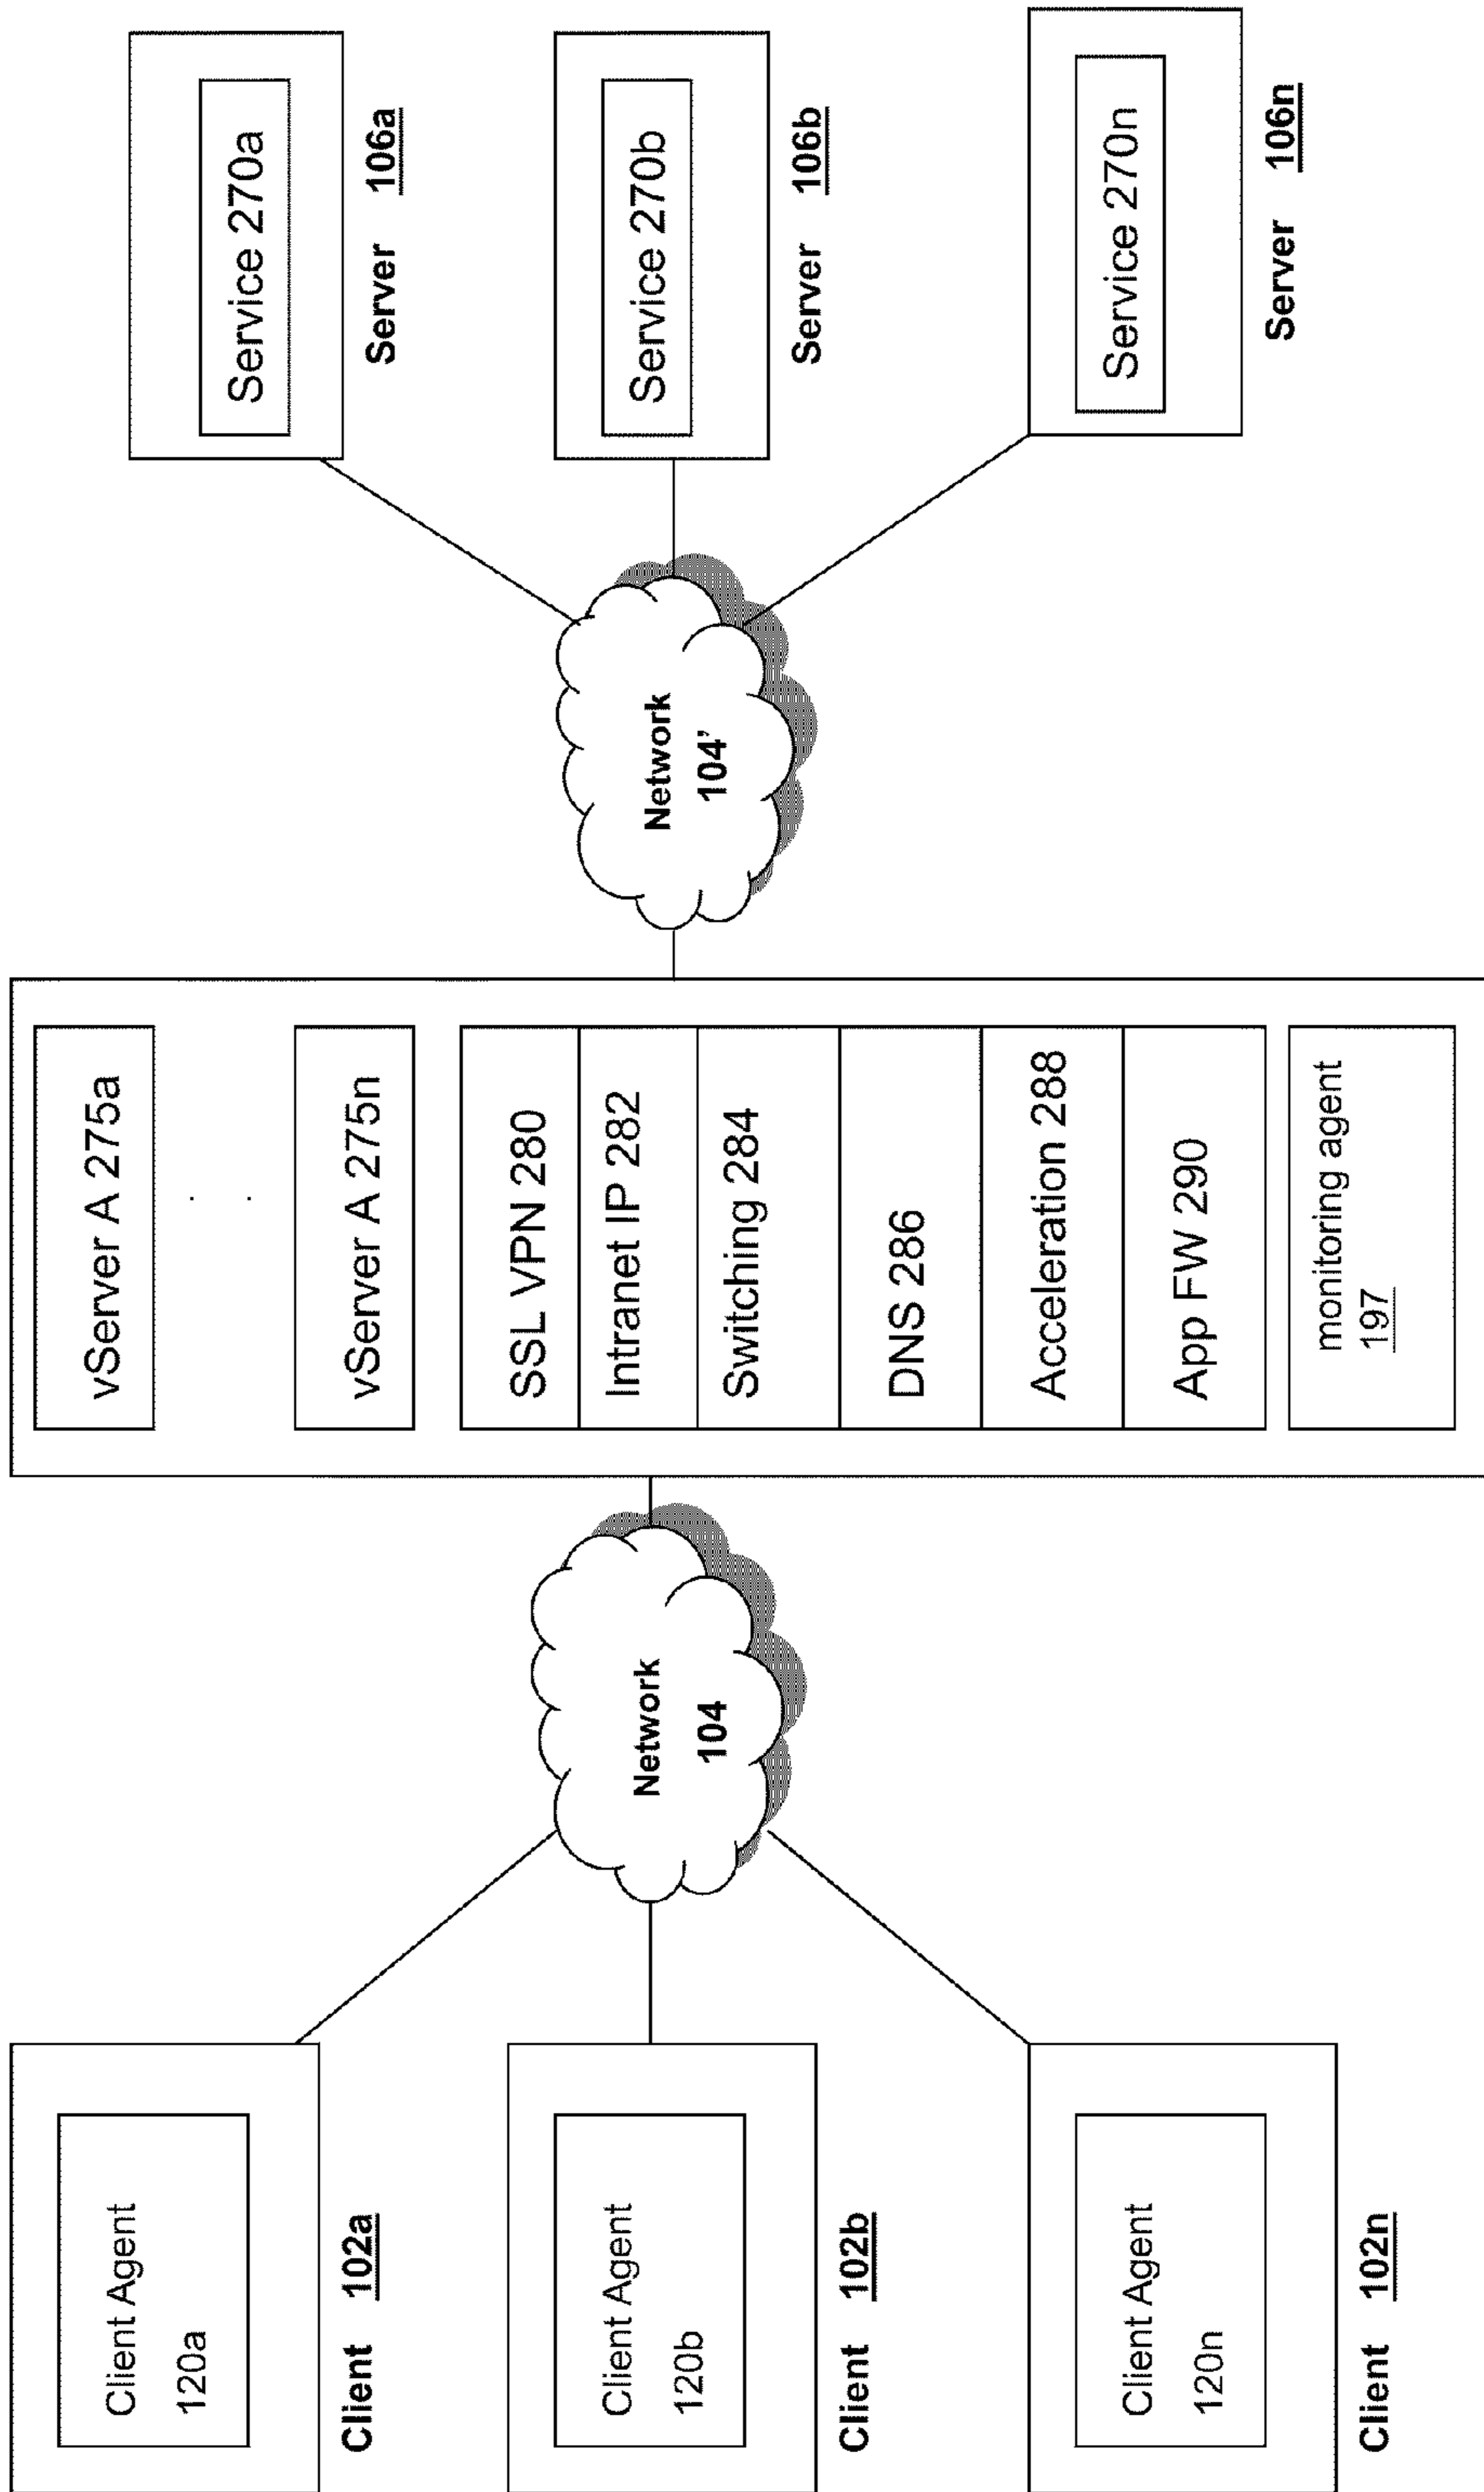 Client Agent
120a
Client 102a
Client Agent
120b
Client 102b
Client Agent
120n
Client 102n
Network
104
vServer A 275a
.
.
vServer A 275n
SSL VPN 280
Intranet IP 282
Switching 284
DNS 286
Acceleration 288
App FW 290
monitoring agent
197
Network
104’
Service 270a
Server 106a
Service 270b
Server 106b
Service 270n
Server 106n